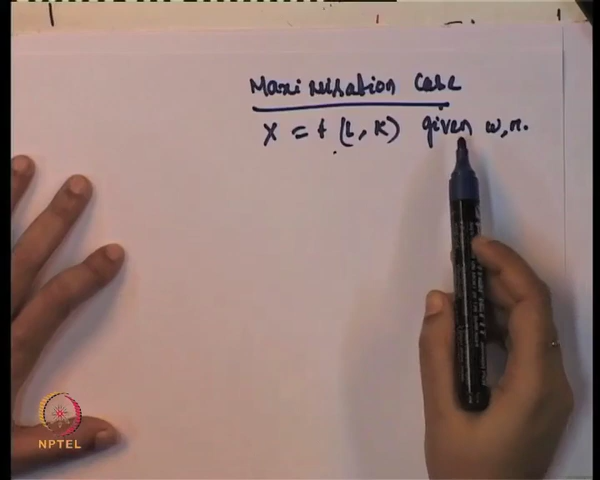 Maximisation Case
X = f (L, K) given w, r.
NPTEL